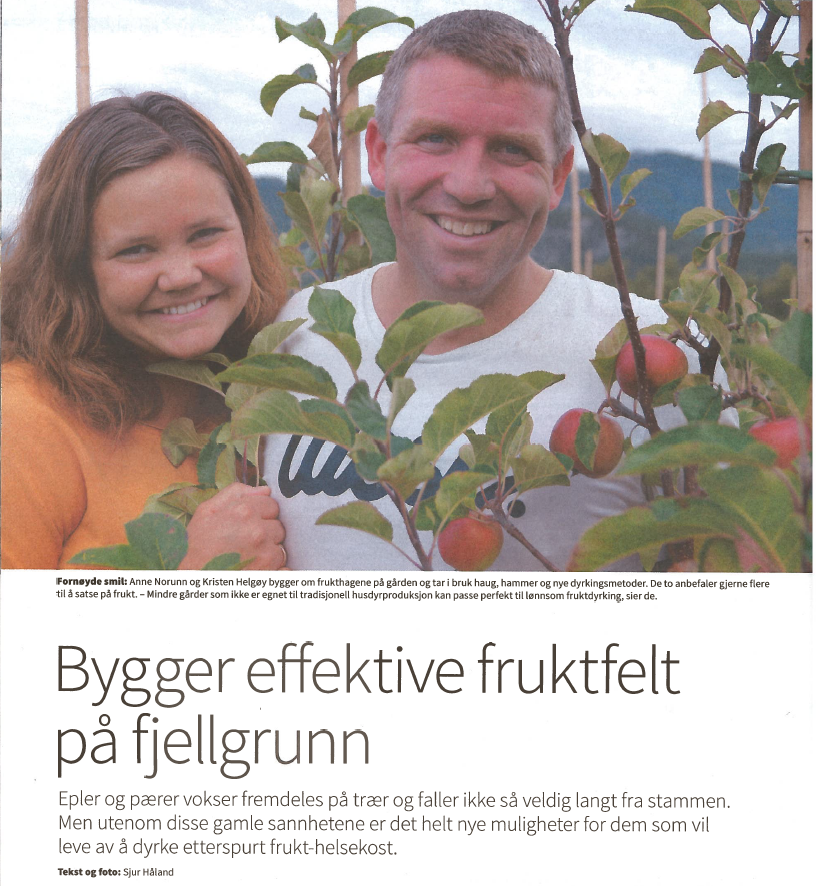 Fornøyde smil: Anne Norunn og Kristen Helgøy bygger om frukthagene på gården og tar i bruk haug, hammer og nye dyrkingsmetoder. De to anbefaler gjerne flere
til å satse på frukt. – Mindre gårder som ikke er egnet til tradisjonell husdyrproduksjon kan passe perfekt til lønnsom fruktdyrking, sier de.
Bygger effektive fruktfelt
på fjellgrunn
Epler og pærer vokser fremdeles på trær og faller ikke så veldig langt fra stammen.
Men utenom disse gamle sannhetene er det helt nye muligheter for dem som vil
leve av å dyrke etterspurt frukt-helsekost.
Tekst og foto: Sjur Håland